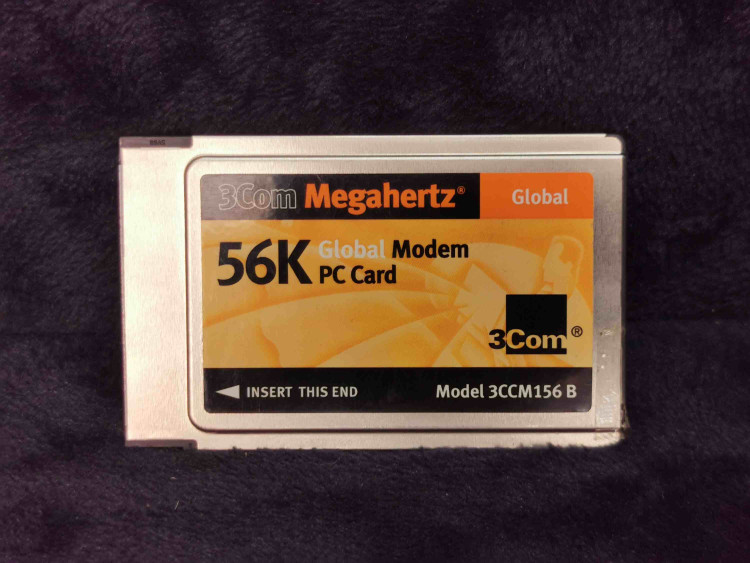 3Com Megahertz® Global
56K Global Modem
PC Card
3Com®
INSERT THIS END Model 3CCM156 B